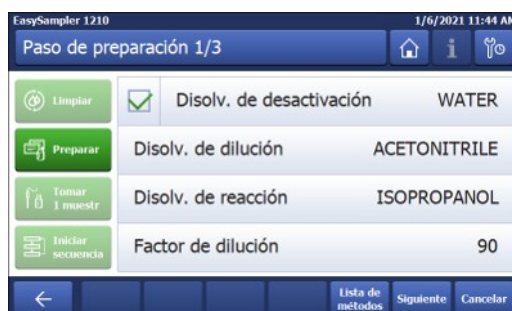 EasySampler 1210
1/6/2021 11:44 AM
Paso de preparación 1/3
Limpiar
Disolv. de desactivación WATER
Preparar
Disolv. de dilución ACETONITRILE
Tomar
1 muestr
Disolv. de reacción ISOPROPANOL
Iniciar
secuencia
Factor de dilución 90
Lista de
métodos
Siguiente
Cancelar